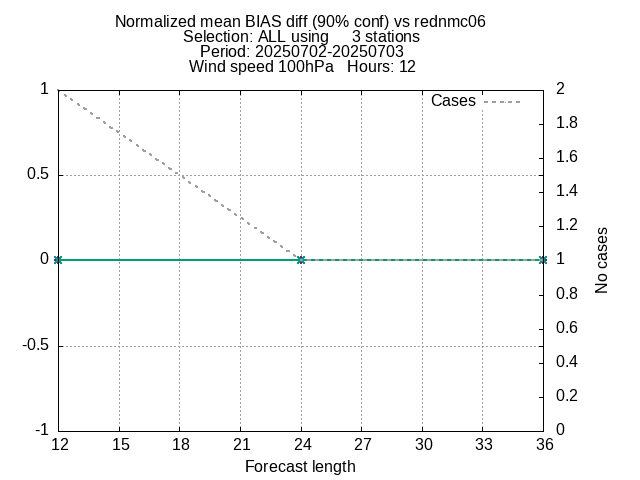 Normalized mean BIAS diff (90% conf) vs rednmc06
Selection: ALL using     3 stations
Period: 20250702-20250703
Wind speed 100hPa   Hours: 12
Cases
1
0.5
0
-0.5
-1
2
1.8
1.6
1.4
1.2
1
0.8
0.6
0.4
0.2
0
No cases
12 15 18 21 24 27 30 33 36
Forecast length